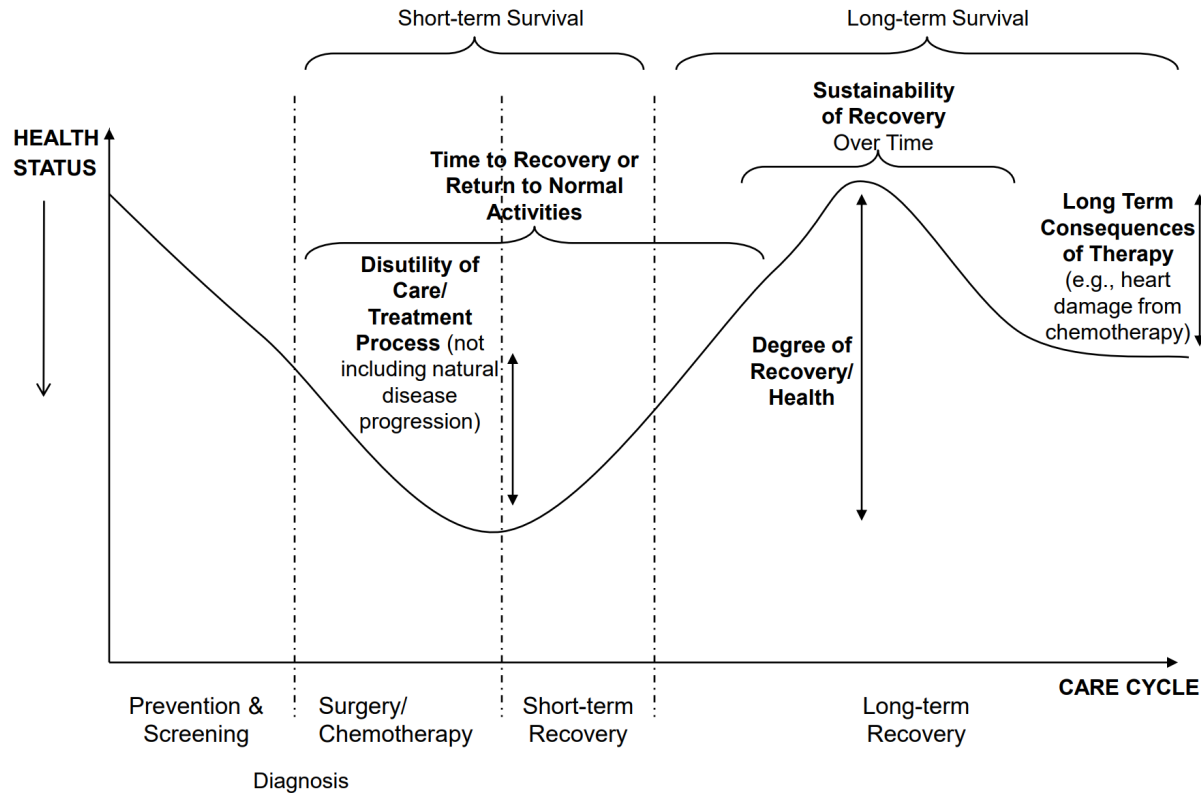 Short-term Survival
Long-term Survival
Sustainability
of Recovery
Over Time
HEALTH
STATUS
Time to Recovery or
Return to Normal
Activities
Long Term
Consequences
of Therapy
(e.g., heart
damage from
chemotherapy)
Disutility of
Care/
Treatment
Process (not
including natural
disease
progression)
Degree of
Recovery/
Health
CARE CYCLE
Prevention &
Screening
Surgery/
Chemotherapy
Short-term
Recovery
Long-term
Recovery
Diagnosis